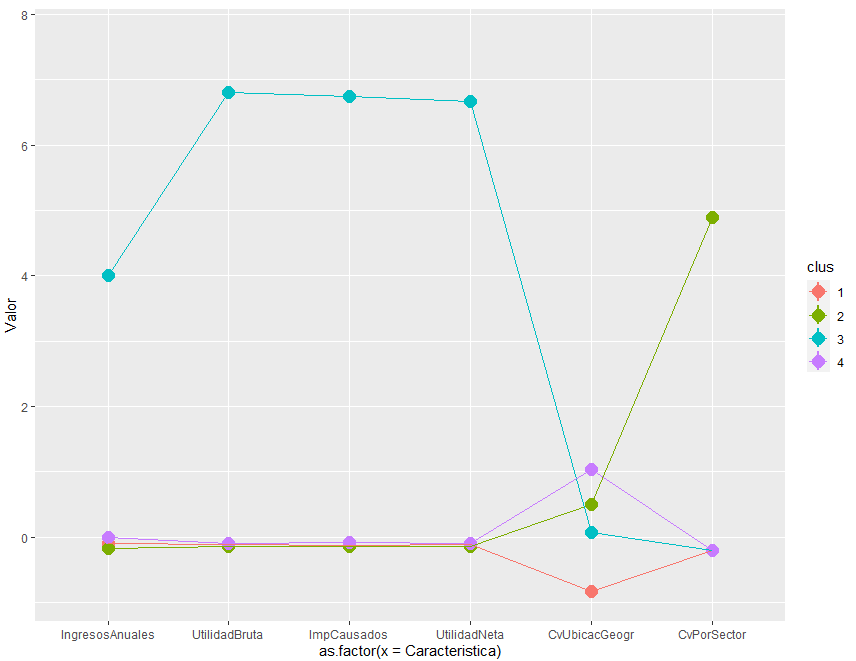 8
6
4
2
0
Valor
IngresosAnuales UtilidadBruta ImpCausados UtilidadNeta CvUbicacGeogr CvPorSector
as.factor(x = Caracteristica)
clus
1
2
3
4